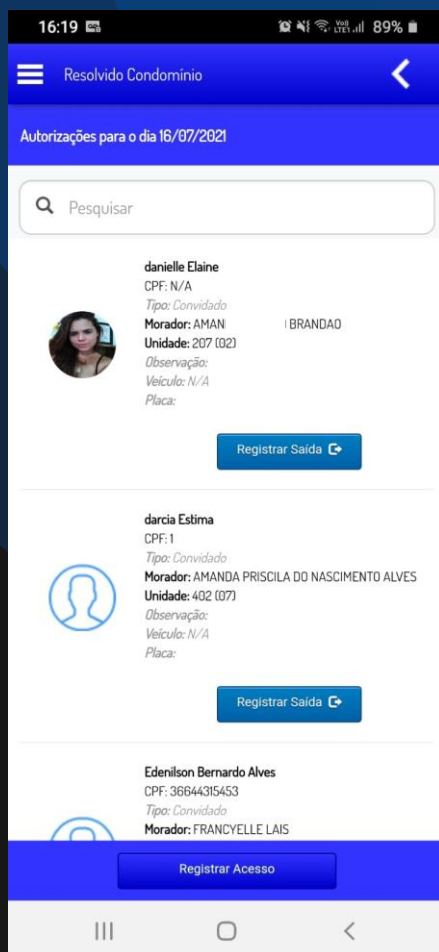 16:19
Vo))
LTE1 89%
Resolvido Condomínio
Autorizações para o dia 16/07/2021
Pesquisar
danielle Elaine
CPF: N/A
Tipo: Convidado
Morador: AMAN BRANDAO
Unidade: 207 (02)
Observação:
Veículo: N/A
Placa:
Registrar Saída
darcia Estima
CPF: 1
Tipo: Convidado
Morador: AMANDA PRISCILA DO NASCIMENTO ALVES
Unidade: 402 (07)
Observação:
Veículo: N/A
Placa:
Registrar Saída
Edenilson Bernardo Alves
CPF: 36644315453
Tipo: Convidado
Morador: FRANCYELLE LAIS
Registrar Acesso